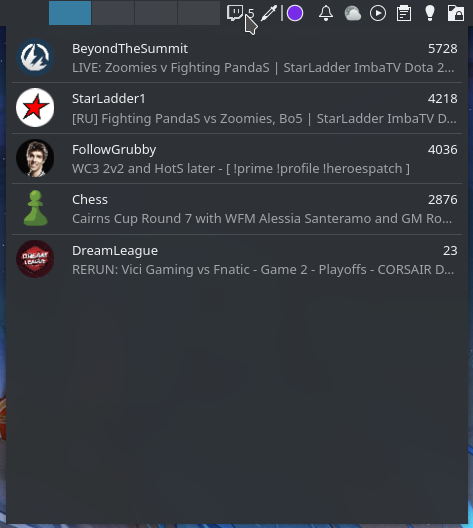 5
BeyondTheSummit 5728
LIVE: Zoomies v Fighting PandaS | StarLadder ImbaTV Dota 2...
StarLadder1 4218
[RU] Fighting PandaS vs Zoomies, Bo5 | StarLadder ImbaTV D...
FollowGrubby 4036
WC3 2v2 and HotS later - [ !prime !profile !heroespatch ]
Chess 2876
Cairns Cup Round 7 with WFM Alessia Santeramo and GM Ro...
DreamLeague 23
RERUN: Vici Gaming vs Fnatic - Game 2 - Playoffs - CORSAIR D...